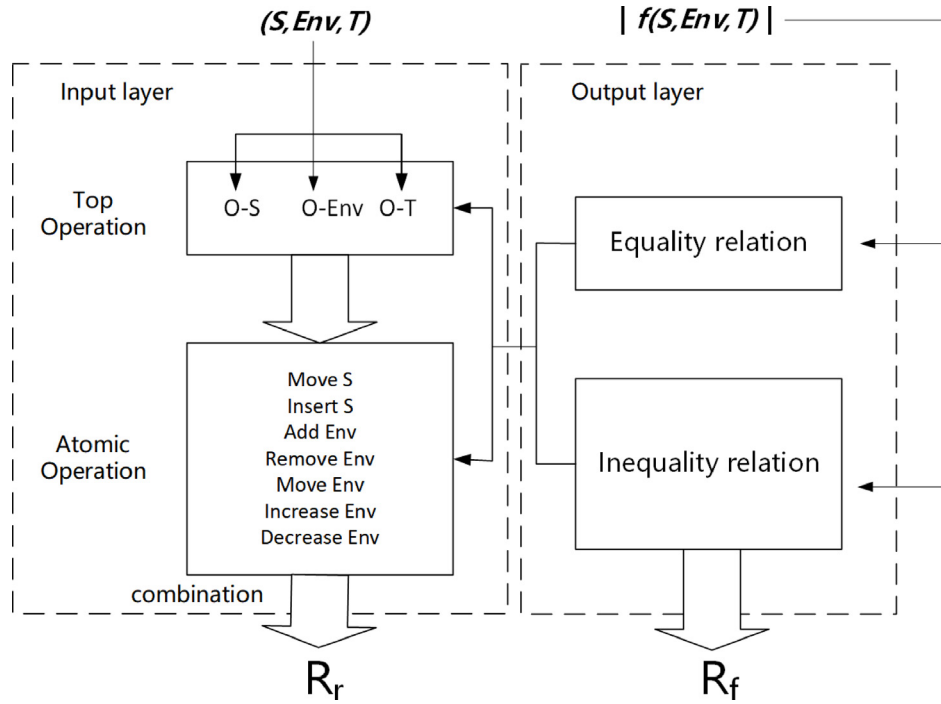 (S,Env,T)
| f(S,Env,T) |
Input layer
Output layer
Top
Operation
O-S O-Env O-T
Equality relation
Atomic
Operation
Move S
Insert S
Add Env
Remove Env
Move Env
Increase Env
Decrease Env
Inequality relation
combination
Rr
Rf